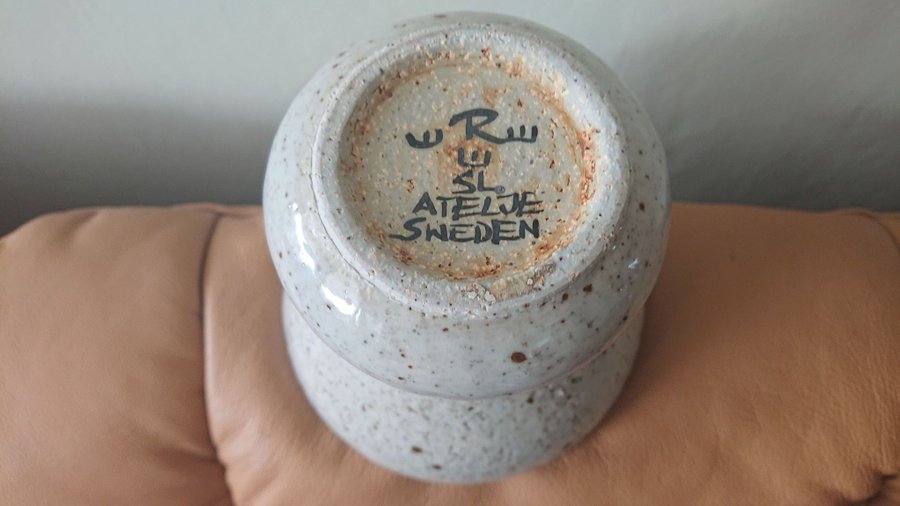 R
SL
ATELJE
SWEDEN